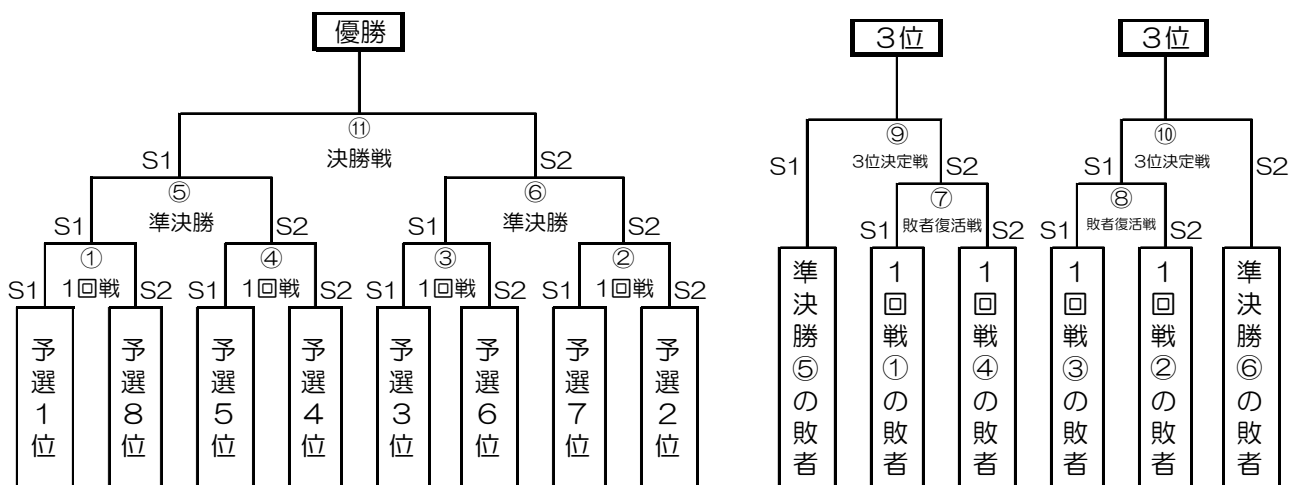 優勝
３位
３位
⑪
決勝戦
S1
S2
⑨
３位決定戦
S1
S2
⑩
３位決定戦
S1
S2
⑤
準決勝
S1
S2
⑥
準決勝
S1
S2
⑦
敗者復活戦
S1
S2
⑧
敗者復活戦
S1
S2
①
１回戦
S1
S2
④
１回戦
S1
S2
③
１回戦
S1
S2
②
１回戦
S1
S2
予選１位
予選８位
予選５位
予選４位
予選３位
予選６位
予選７位
予選２位
準決勝⑤の敗者
１回戦①の敗者
１回戦④の敗者
１回戦③の敗者
１回戦②の敗者
準決勝⑥の敗者